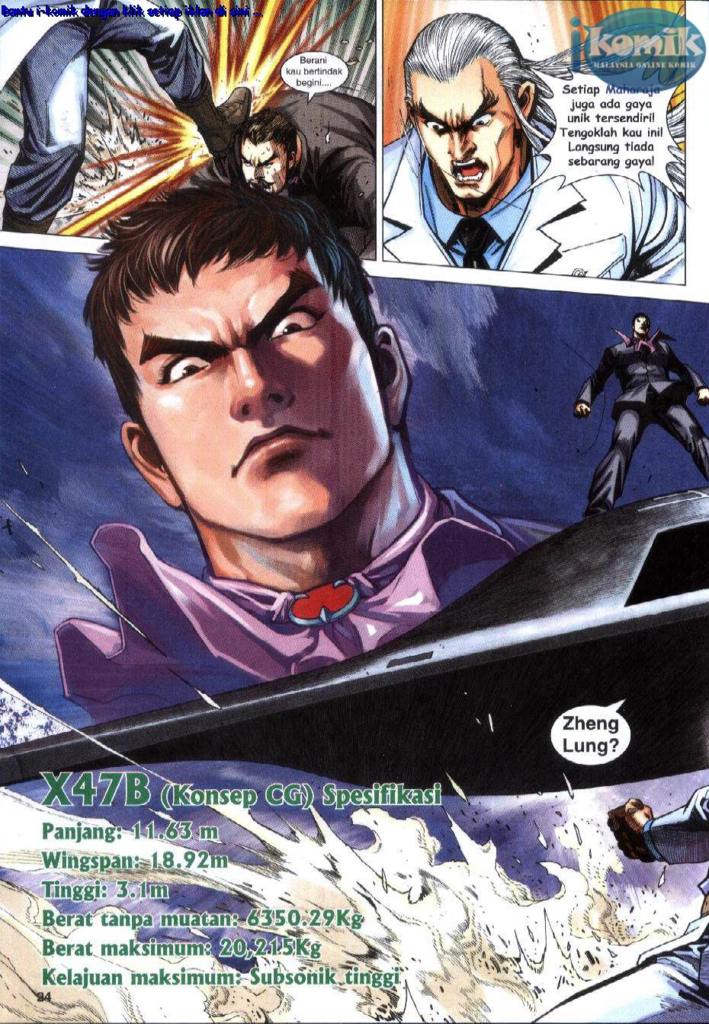 Bantu i-komik dengan klik setiap iklan di sini ...
ikomik
MALAYSIA ONLINE KOMIK
Berani
kau bertindak
begini....
Setiap Maharaja
juga ada gaya
unik tersendiri!
Tengoklah kau ini!
Langsung tiada
sebarang gaya!
Zheng
Lung?
X47B (Konsep CG) Spesifikasi
Panjang: 11.63 m
Wingspan: 18.92m
Tinggi: 3.1m
Berat tanpa muatan: 6350.29Kg
Berat maksimum: 20,215Kg
Kelajuan maksimum: Subsonik tinggi
24